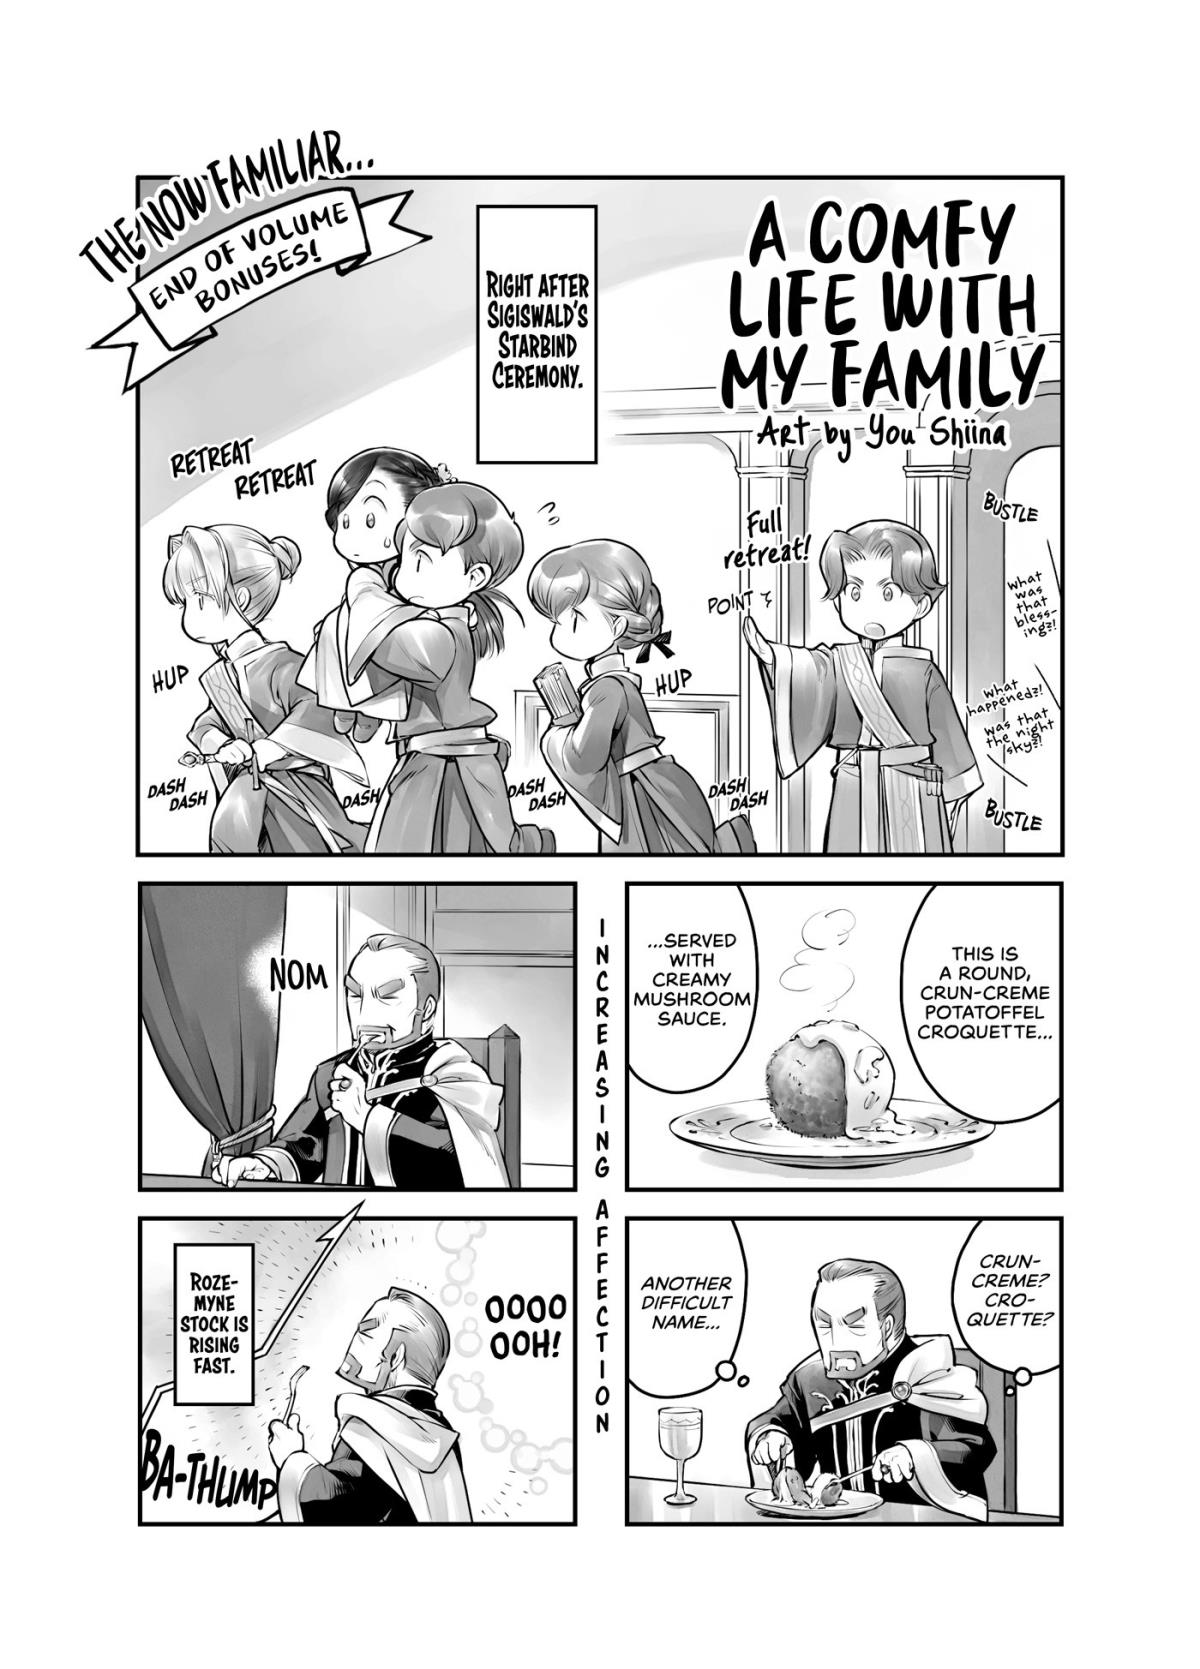 THE NOW FAMILIAR...
END OF VOLUME
BONUSES!
A COMFY
LIFE WITH
MY FAMILY
Art by You Shiina
RIGHT AFTER
SIGISWALD'S
STARBIND
CEREMONY.
RETREAT
RETREAT
Full
retreat!
POINT
BUSTLE
What
was
that
bless-
ing?!
What
happened?!
Was that
the night
sky?!
BUSTLE
HUP
HUP
DASH
DASH
DASH
DASH
DASH
DASH
DASH
INCREASING AFFECTION
THIS IS
A ROUND,
CRUN-CREME
POTATOFFEL
CROQUETTE...
...SERVED
WITH
CREAMY
MUSHROOM
SAUCE.
CRUN-
CREME?
CRO-
QUETTE?
ANOTHER
DIFFICULT
NAME...
NOM
OOOO
OOH!
ROZE-
MYNE
STOCK IS
RISING
FAST.
BA-THUMP